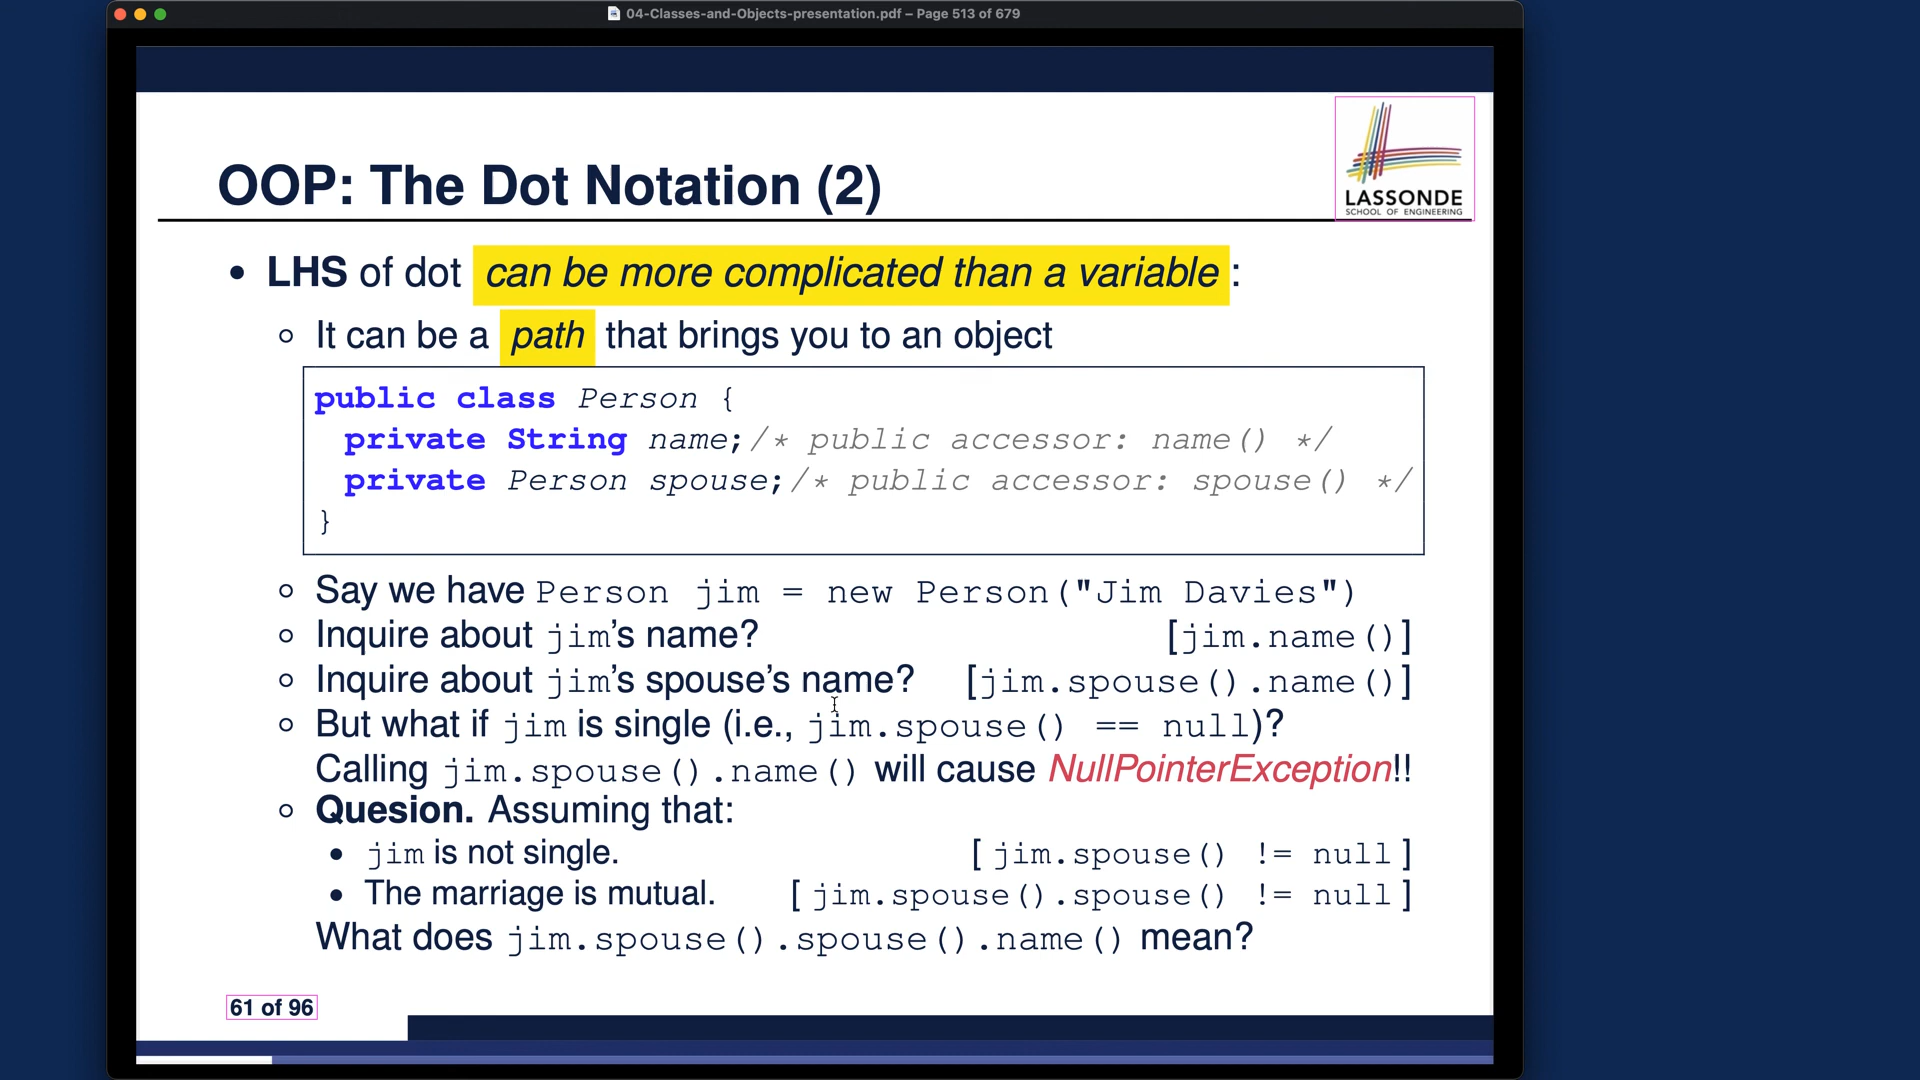 04-Classes-and-Objects-presentation.pdf – Page 513 of 679
LASSONDE
SCHOOL OF ENGINEERING
OOP: The Dot Notation (2)
• LHS of dot can be more complicated than a variable :
○ It can be a path that brings you to an object
public class Person {
private String name; /* public accessor: name() */
private Person spouse; /* public accessor: spouse() */
}
○ Say we have Person jim = new Person("Jim Davies")
○ Inquire about jim’s name? [jim.name()]
○ Inquire about jim’s spouse’s name? [jim.spouse().name()]
○ But what if jim is single (i.e., jim.spouse() == null)?
Calling jim.spouse().name() will cause NullPointerException!!
○ Quesion. Assuming that:
• jim is not single. [ jim.spouse() != null ]
• The marriage is mutual. [ jim.spouse().spouse() != null ]
What does jim.spouse().spouse().name() mean?
61 of 96